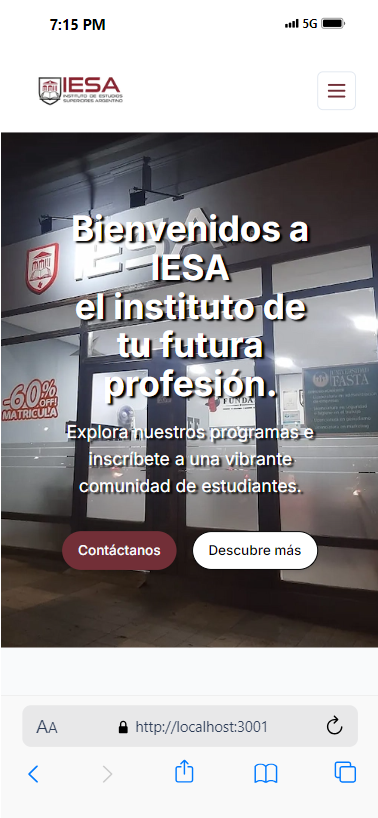 7:15 PM
5G
IESA
INSTITUTO DE ESTUDIOS
SUPERIORES ARGENTINO
IESA
Bienvenidos a
IESA
el instituto de
tu futura
profesión.
-60%
OFF!
MATRICULA
FUNDA
FASTA
Explora nuestros programas e
inscríbete a una vibrante
comunidad de estudiantes.
Contáctanos
Descubre más
AA
http://localhost:3001